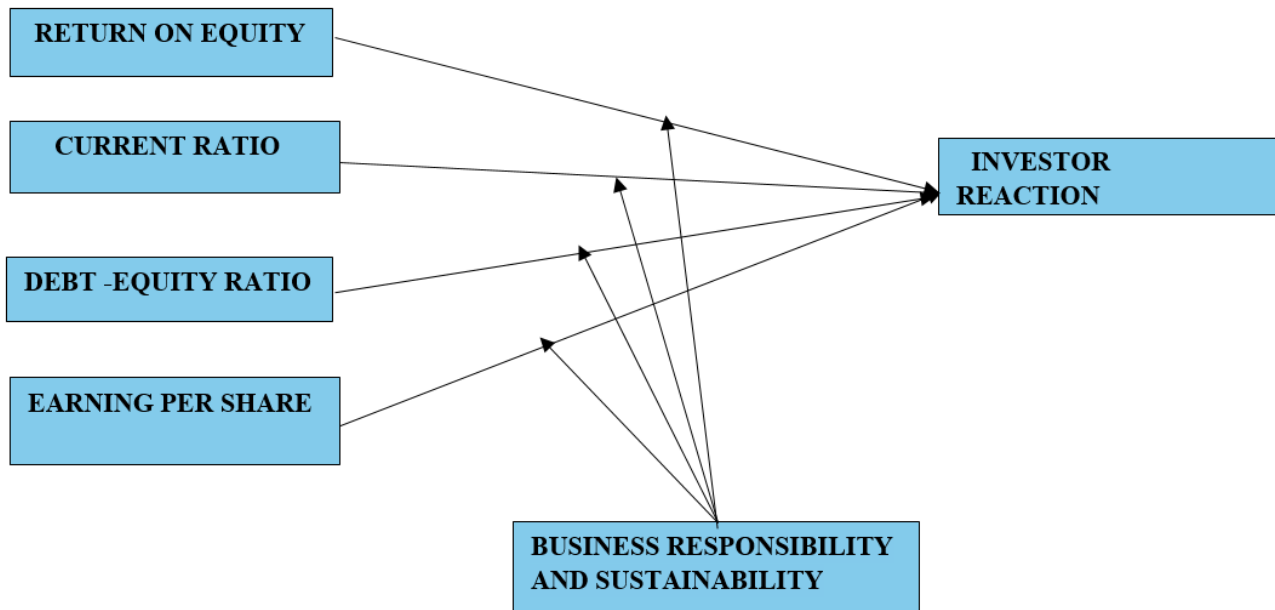 RETURN ON EQUITY
CURRENT RATIO
INVESTOR
REACTION
DEBT -EQUITY RATIO
EARNING PER SHARE
BUSINESS RESPONSIBILITY
AND SUSTAINABILITY